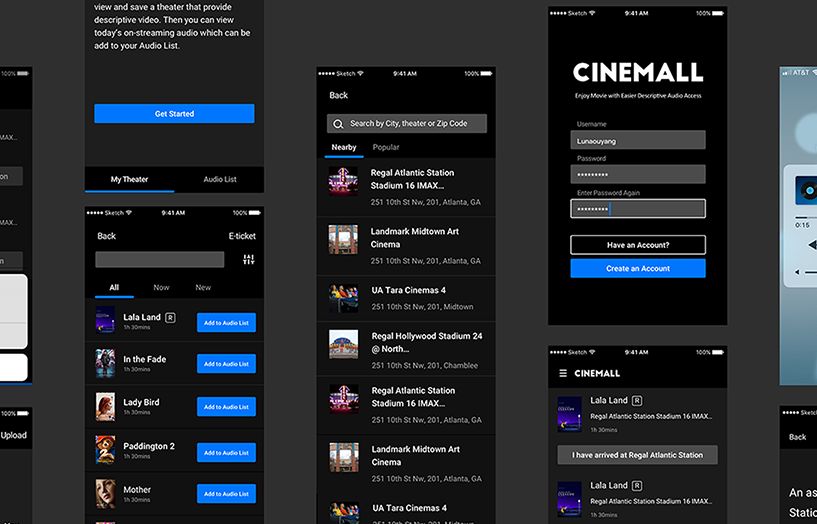 100%
IMAX...
on
IMAX...
100%
Upload
view and save a theater that provide
descriptive video. Then you can view
today's on-streaming audio which can be
add to your Audio List.
Get Started
My Theater
Audio List
Sketch
9:41 AM
100%
Back
E-ticket
All
Now
New
Lala Land R
1h 30mins
Add to Audio List
In the Fade
1h 30mins
Add to Audio List
Lady Bird
1h 30mins
Add to Audio List
Paddington 2
1h 30mins
Add to Audio List
Mother
1h 30mins
Add to Audio List
Sketch
9:41 AM
100%
Back
Search by City, theater or Zip Code
Nearby
Popular
Regal Atlantic Station
Stadium 16 IMAX...
251 10th St Nw, 201, Atlanta, GA
Landmark Midtown Art
Cinema
251 10th St Nw, 201, Atlanta, GA
UA Tara Cinemas 4
251 10th St Nw, 201, Midtown
Regal Hollywood Stadium 24
@ North...
251 10th St Nw, 201, Chamblee
Regal Atlantic Station
Stadium 16 IMAX...
251 10th St Nw, 201, Atlanta, GA
Landmark Midtown Art
Cinema
251 10th St Nw, 201, Atlanta, GA
UA Tara Cinemas 4
Sketch
9:41 AM
100%
CINEMALL
Enjoy Movie with Easier Descriptive Audio Access
Username
Lunaouyang
Password
*********
Enter Password Again
*********
Have an Account?
Create an Account
Sketch
9:41 AM
100%
CINEMALL
Lala Land R
Regal Atlantic Station Stadium 16 IMAX...
1h 30mins
I have arrived at Regal Atlantic Station
Lala Land R
Regal Atlantic Station Stadium 16 IMAX...
1h 30mins
AT&T
0:15
Sketch
Back
An as
Static